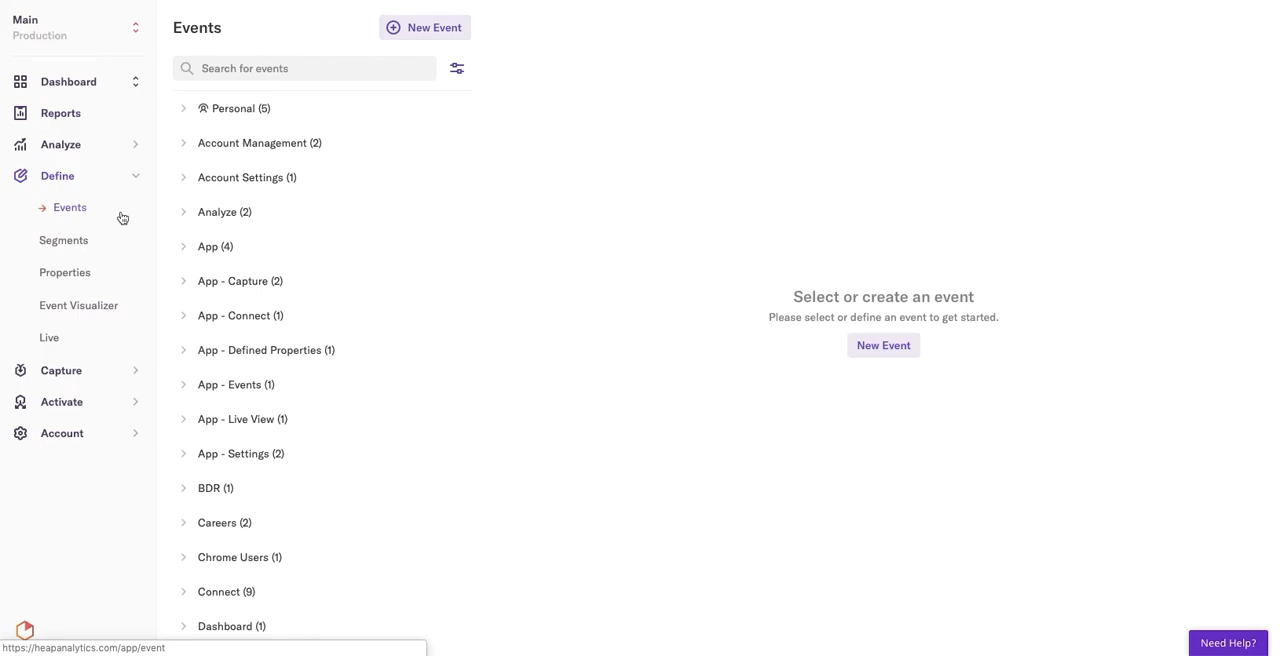 Main
Production
Dashboard
Reports
Analyze
Define
Events
Segments
Properties
Event Visualizer
Live
Capture
Activate
Account
https://heapanalytics.com/app/event
Events
New Event
Search for events
Personal (5)
Account Management (2)
Account Settings (1)
Analyze (2)
App (4)
App - Capture (2)
App - Connect (1)
App - Defined Properties (1)
App - Events (1)
App - Live View (1)
App - Settings (2)
BDR (1)
Careers (2)
Chrome Users (1)
Connect (9)
Dashboard (1)
Select or create an event
Please select or define an event to get started.
New Event
Need Help?